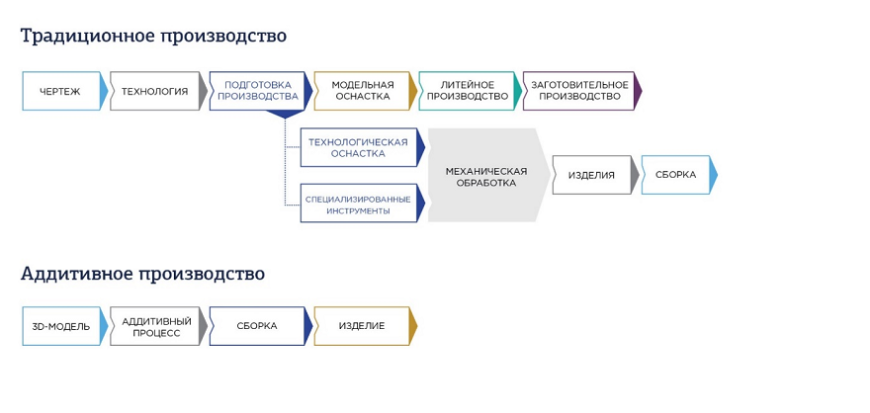 Традиционное производство
ЧЕРТЕЖ
ТЕХНОЛОГИЯ
ПОДГОТОВКА
ПРОИЗВОДСТВА
МОДЕЛЬНАЯ
ОСНАСТКА
ЛИТЕЙНОЕ
ПРОИЗВОДСТВО
ЗАГОТОВИТЕЛЬНОЕ
ПРОИЗВОДСТВО
ТЕХНОЛОГИЧЕСКАЯ
ОСНАСТКА
СПЕЦИАЛИЗИРОВАННЫЕ
ИНСТРУМЕНТЫ
МЕХАНИЧЕСКАЯ
ОБРАБОТКА
ИЗДЕЛИЯ
СБОРКА
Аддитивное производство
3D-МОДЕЛЬ
АДДИТИВНЫЙ
ПРОЦЕСС
СБОРКА
ИЗДЕЛИЕ